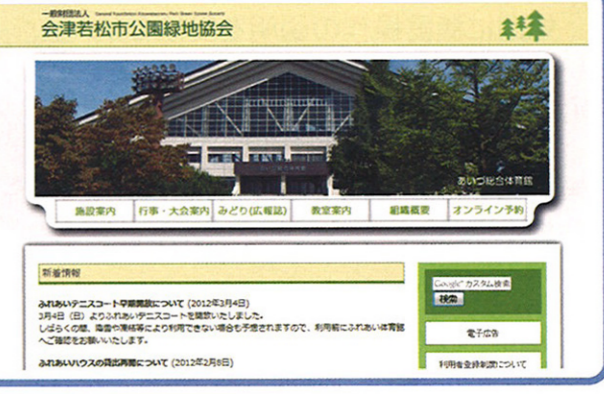 一般財団法人
会津若松市公園緑地協会
あいづ総合体育館
施設案内 行事・大会案内 みどり(広報誌) 教室案内 組織概要 オンライン予約
新着情報
ふれあいテニスコート早期開放について (2012年3月4日)
3月4日（日）よりふれあいテニスコートを開放いたしました。
しばらくの間、降雪や凍結等により利用できない場合も予想されますので、利用前にふれあい体育館
へご確認をお願いいたします。
ふれあいハウスの貸出再開について (2012年2月8日)
Google カスタム検索
検索
電子広告
利用者登録制度について